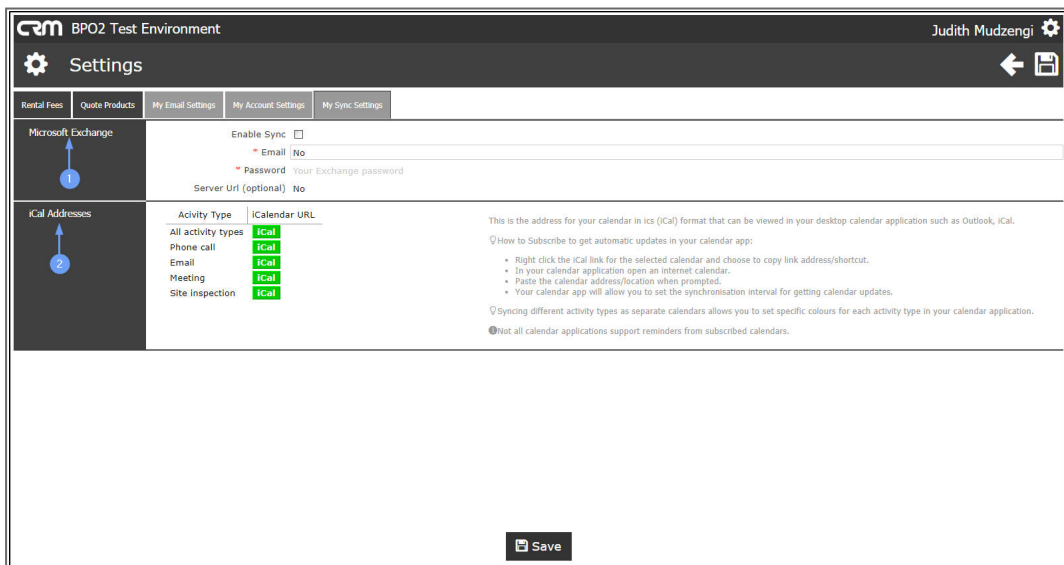 CRM BPO2 Test Environment
Judith Mudzengi
Settings
Rental Fees Quote Products My Email Settings My Account Settings My Sync Settings
Microsoft Exchange
1
Enable Sync
* Email No
* Password Your Exchange password
Server Url (optional) No
iCal Addresses
2
Acivity Type iCalendar URL
All activity types iCal
Phone call iCal
Email iCal
Meeting iCal
Site inspection iCal
This is the address for your calendar in ics (iCal) format that can be viewed in your desktop calendar application such as Outlook, iCal.
How to Subscribe to get automatic updates in your calendar app:
• Right click the iCal link for the selected calendar and choose to copy link address/shortcut.
• In your calendar application open an internet calendar.
• Paste the calendar address/location when prompted.
• Your calendar app will allow you to set the synchronisation interval for getting calendar updates.
Syncing different activity types as separate calendars allows you to set specific colours for each activity type in your calendar application.
Not all calendar applications support reminders from subscribed calendars.
Save